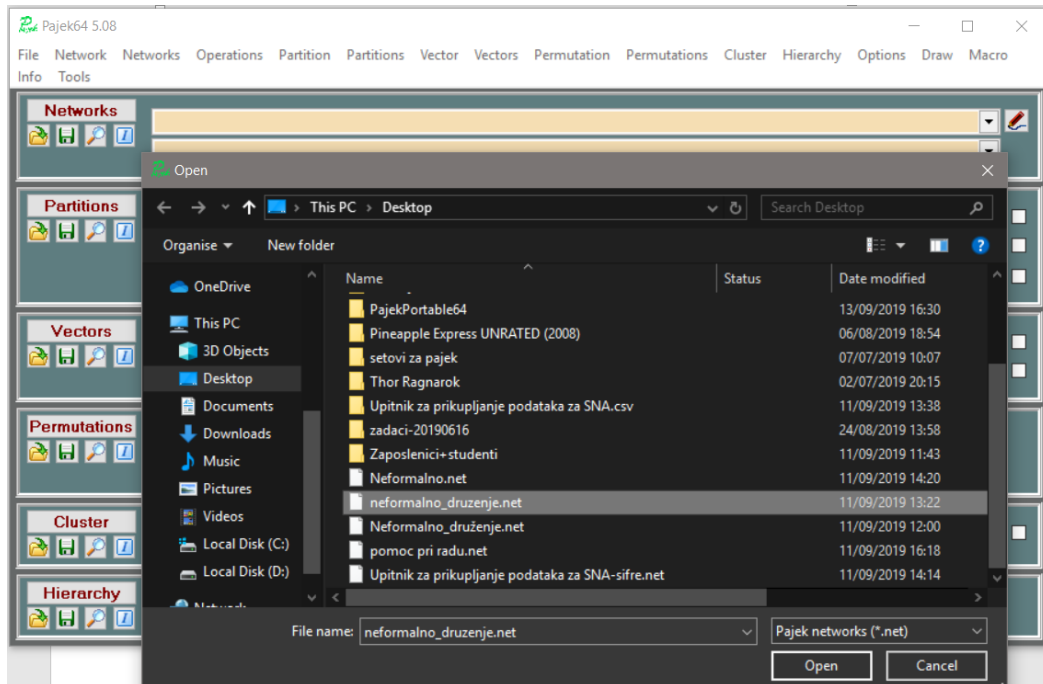 Pajek64 5.08
File Network Networks Operations Partition Partitions Vector Vectors Permutation Permutations Cluster Hierarchy Options Draw Macro
Info Tools
Networks
Open
Partitions
This PC > Desktop
Search Desktop
Organise
New folder
Name Status Date modified
OneDrive
This PC
3D Objects
Desktop
Documents
Downloads
Music
Pictures
Videos
Local Disk (C:)
Local Disk (D:)
PajekPortable64 13/09/2019 16:30
Pineapple Express UNRATED (2008) 06/08/2019 18:54
setovi za pajek 07/07/2019 10:07
Thor Ragnarok 02/07/2019 20:15
Upitnik za prikupljanje podataka za SNA.csv 11/09/2019 13:38
zadaci-20190616 24/08/2019 13:58
Zaposlenici+studenti 11/09/2019 11:43
Neformalno.net 11/09/2019 14:20
neformalno_druzenje.net 11/09/2019 13:22
Neformalno_druženje.net 11/09/2019 12:00
pomoc pri radu.net 11/09/2019 16:18
Upitnik za prikupljanje podataka za SNA-sifre.net 11/09/2019 14:14
Vectors
Permutations
Cluster
Hierarchy
File name: neformalno_druzenje.net
Pajek networks (*.net)
Open Cancel